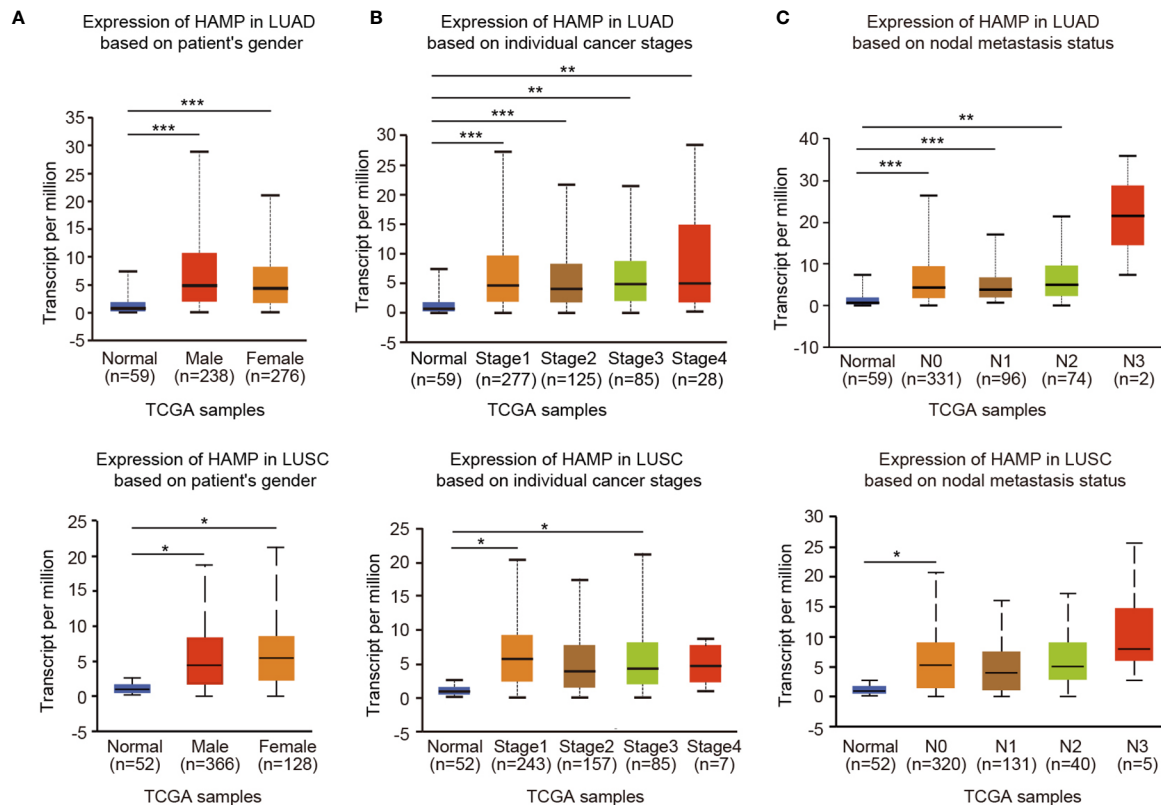 A
Expression of HAMP in LUAD
based on patient's gender
***
***
35
30
25
20
15
10
5
0
-5
Transcript per million
Normal Male Female
(n=59) (n=238) (n=276)
TCGA samples
B
Expression of HAMP in LUAD
based on individual cancer stages
**
**
***
***
30
25
20
15
10
5
0
-5
Transcript per million
Normal Stage1 Stage2 Stage3 Stage4
(n=59) (n=277) (n=125) (n=85) (n=28)
TCGA samples
C
Expression of HAMP in LUAD
based on nodal metastasis status
**
***
***
40
30
20
10
0
-10
Transcript per million
Normal N0 N1 N2 N3
(n=59) (n=331) (n=96) (n=74) (n=2)
TCGA samples
Expression of HAMP in LUSC
based on patient's gender
*
*
25
20
15
10
5
0
-5
Transcript per million
Normal Male Female
(n=52) (n=366) (n=128)
TCGA samples
Expression of HAMP in LUSC
based on individual cancer stages
*
*
25
20
15
10
5
0
-5
Transcript per million
Normal Stage1 Stage2 Stage3 Stage4
(n=52) (n=243) (n=157) (n=85) (n=7)
TCGA samples
Expression of HAMP in LUSC
based on nodal metastasis status
*
30
25
20
15
10
5
0
-5
Transcript per million
Normal N0 N1 N2 N3
(n=52) (n=320) (n=131) (n=40) (n=5)
TCGA samples